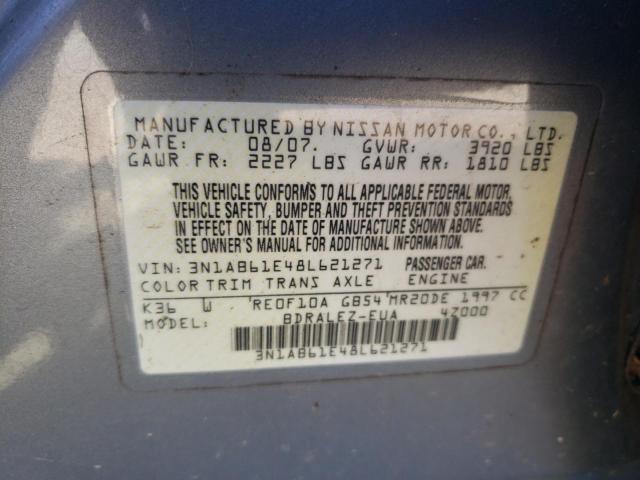 MANUFACTURED BY NISSAN MOTOR CO., LTD.
DATE: 08/07. GVWR: 3920 LBS
GAWR FR: 2227 LBS GAWR RR: 1810 LBS
THIS VEHICLE CONFORMS TO ALL APPLICABLE FEDERAL MOTOR
VEHICLE SAFETY, BUMPER AND THEFT PREVENTION STANDARDS
IN EFFECT ON THE DATE OF MANUFACTURE SHOWN ABOVE.
SEE OWNER'S MANUAL FOR ADDITIONAL INFORMATION.
VIN: 3N1AB61E48L621271 PASSENGER CAR.
COLOR TRIM TRANS AXLE ENGINE
K36 W RE0F10A GB54 MR20DE 1997 CC
MODEL: BDRALEZ-EUA 4Z000
3N1AB61E48L621271